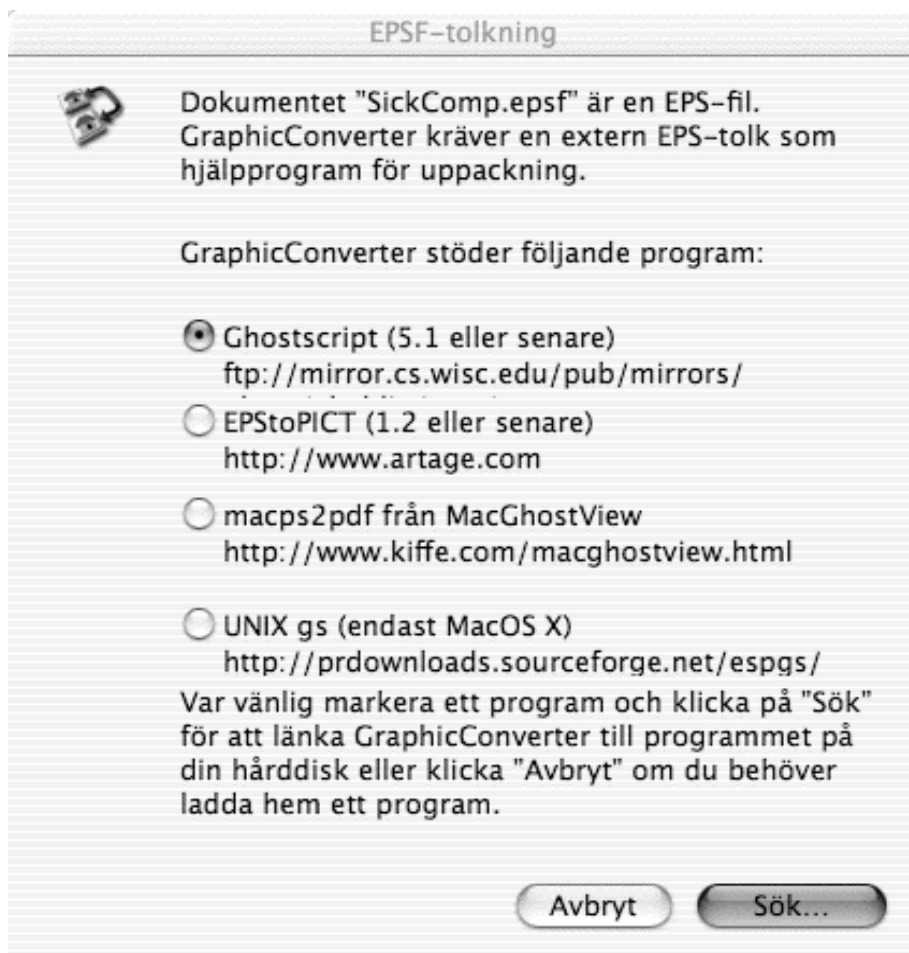 EPSF-tolkning
Dokumentet "SickComp.epsf" är en EPS-fil.
GraphicConverter kräver en extern EPS-tolk som
hjälpprogram för uppackning.
GraphicConverter stöder följande program:
Ghostscript (5.1 eller senare)
ftp://mirror.cs.wisc.edu/pub/mirrors/
EPStoPICT (1.2 eller senare)
http://www.artage.com
macps2pdf från MacGhostView
http://www.kiffe.com/macghostview.html
UNIX gs (endast MacOS X)
http://prdownloads.sourceforge.net/espgs/
Var vänlig markera ett program och klicka på "Sök"
för att länka GraphicConverter till programmet på
din hårddisk eller klicka "Avbryt" om du behöver
ladda hem ett program.
Avbryt
Sök...